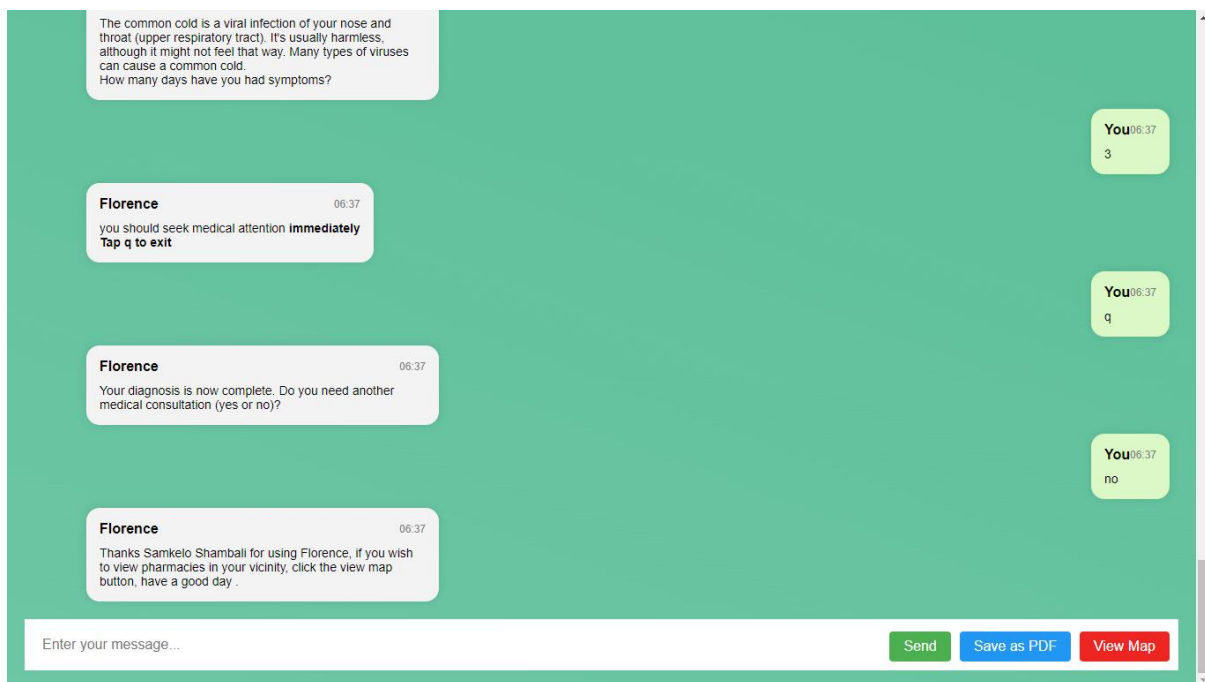 The common cold is a viral infection of your nose and
throat (upper respiratory tract). It's usually harmless,
although it might not feel that way. Many types of viruses
can cause a common cold.
How many days have you had symptoms?
You06:37
3
Florence 06:37
you should seek medical attention immediately
Tap q to exit
You06:37
q
Florence 06:37
Your diagnosis is now complete. Do you need another
medical consultation (yes or no)?
You06:37
no
Florence 06:37
Thanks Samkelo Shambali for using Florence, if you wish
to view pharmacies in your vicinity, click the view map
button, have a good day .
Enter your message... Send Save as PDF View Map